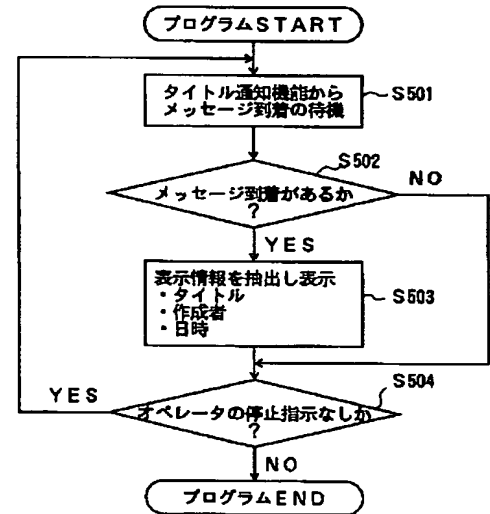 プログラムSTART
タイトル通知機能から
メッセージ到着の待機
S501
S502
メッセージ到着があるか
?
NO
YES
表示情報を抽出し表示
・タイトル
・作成者
・日時
S503
S504
YES
オペレータの停止指示なしか
?
NO
プログラムEND